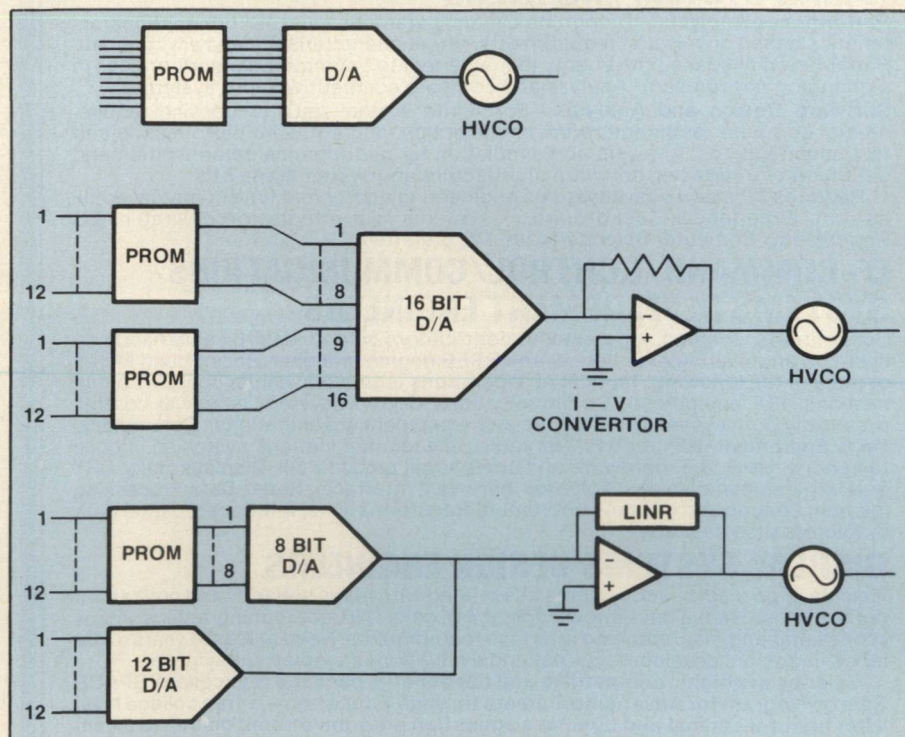 PROM
D/A
HVCO
1
12
PROM
1
8
16 BIT
D/A
1
12
PROM
9
16
I – V
CONVERTOR
HVCO
1
12
PROM
1
8
8 BIT
D/A
LINR
HVCO
1
12
12 BIT
D/A